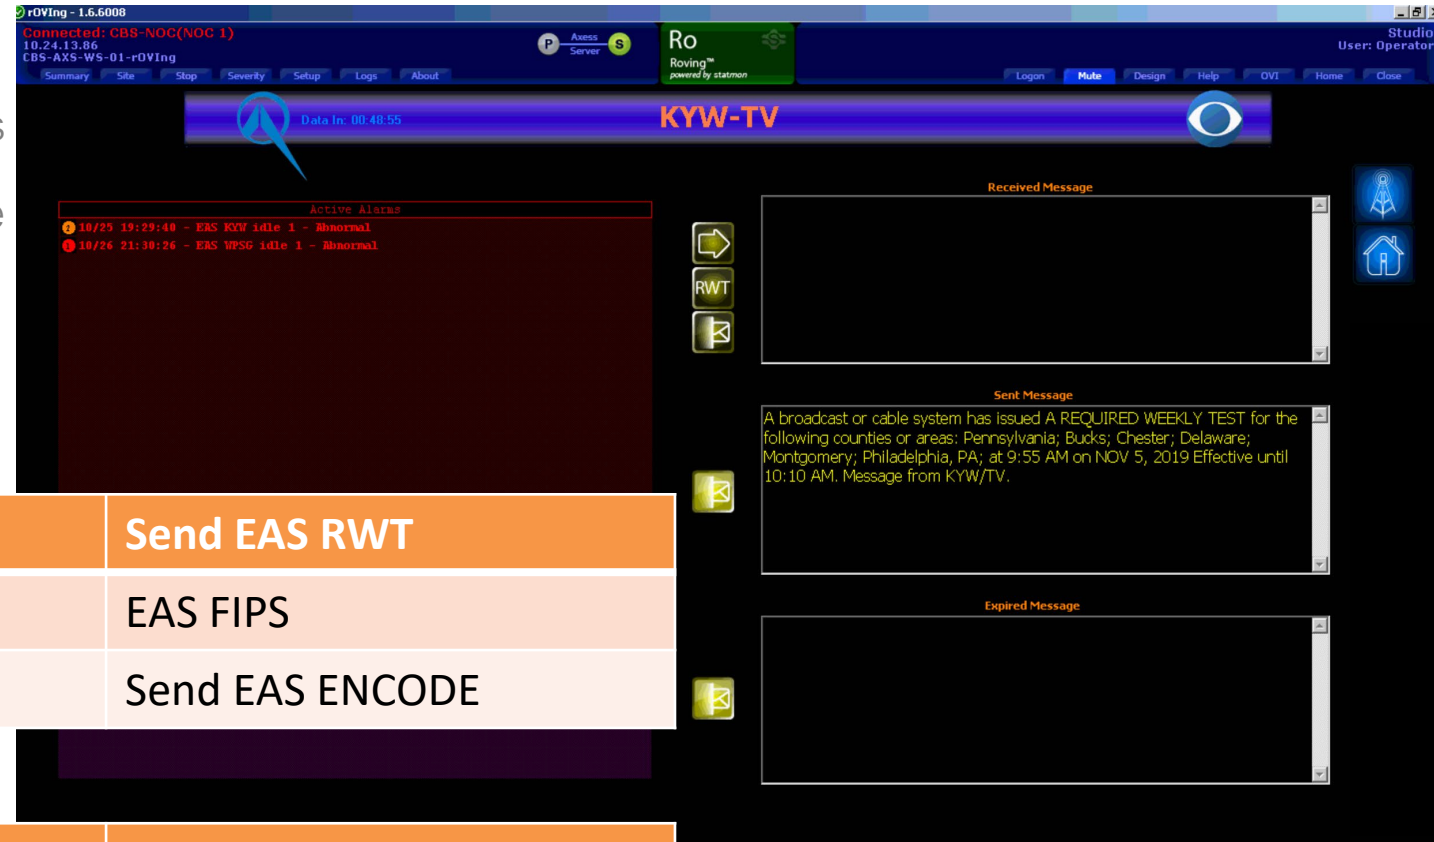 rOVIng - 1.6.6008
Connected: CBS-NOC(NOC 1)
10.24.13.86
CBS-AXS-WS-01-rOVIng
Summary Site Stop Severity Setup Logs About
P Axess Server S
Ro
Roving™
powered by statmon
Studio
User: Operator
Logon Mute Design Help OVI Home Close
Data In: 00:48:55
KYW-TV
s
e
Active Alarms
2 10/25 19:29:40 - EAS KYW idle 1 - Abnormal
10/26 21:30:26 - EAS WPSG idle 1 - Abnormal
RWT
Received Message
Sent Message
A broadcast or cable system has issued A REQUIRED WEEKLY TEST for the
following counties or areas: Pennsylvania; Bucks; Chester; Delaware;
Montgomery; Philadelphia, PA; at 9:55 AM on NOV 5, 2019 Effective until
10:10 AM. Message from KYW/TV.
Expired Message
Send EAS RWT
EAS FIPS
Send EAS ENCODE